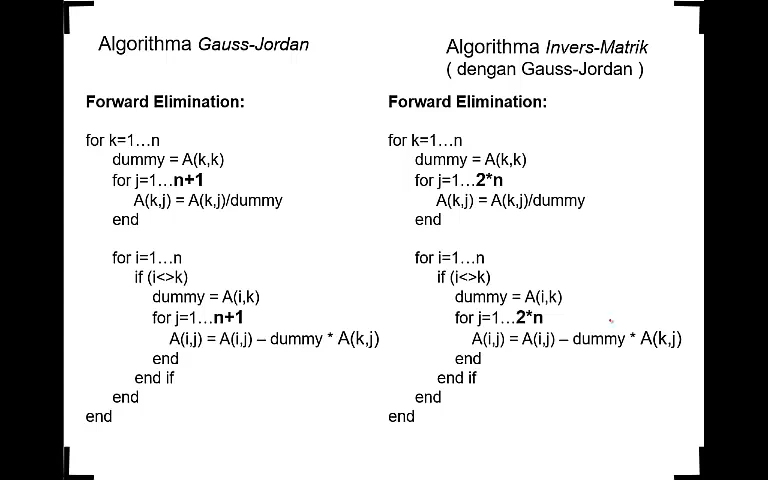 Algorithma Gauss-Jordan
Forward Elimination:
for k=1…n
dummy = A(k,k)
for j=1…n+1
A(k,j) = A(k,j)/dummy
end
for i=1…n
if (i<>k)
dummy = A(i,k)
for j=1…n+1
A(i,j) = A(i,j) – dummy * A(k,j)
end
end if
end
end
Algorithma Invers-Matrik
( dengan Gauss-Jordan )
Forward Elimination:
for k=1…n
dummy = A(k,k)
for j=1…2*n
A(k,j) = A(k,j)/dummy
end
for i=1…n
if (i<>k)
dummy = A(i,k)
for j=1…2*n
A(i,j) = A(i,j) – dummy * A(k,j)
end
end if
end
end